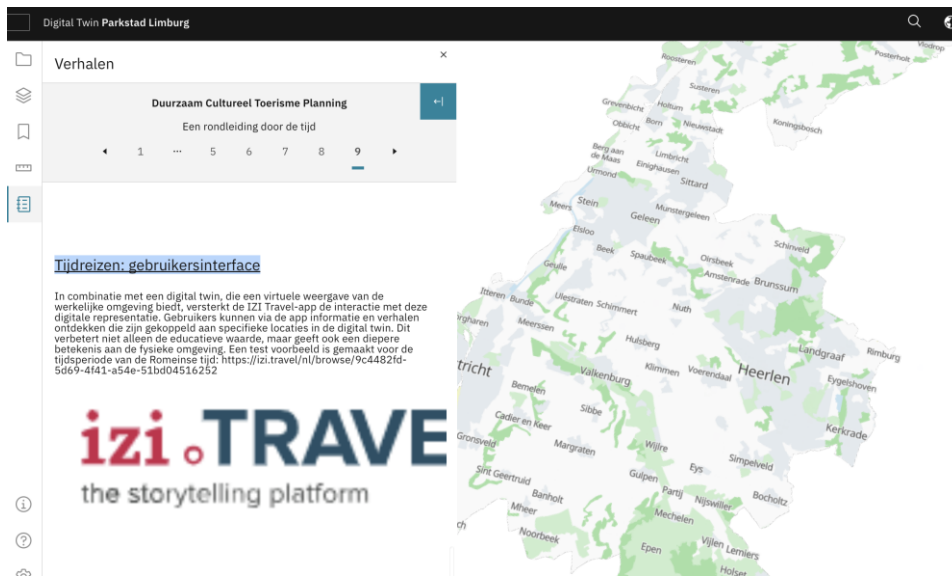 Digital Twin Parkstad Limburg
Verhalen
×
Duurzaam Cultureel Toerisme Planning
Een rondleiding door de tijd
1 ... 5 6 7 8 9
Tijdreizen: gebruikersinterface
In combinatie met een digital twin, die een virtuele weergave van de
werkelijke omgeving biedt, versterkt de IZI Travel-app de interactie met deze
digitale representatie. Gebruikers kunnen via de app informatie en verhalen
ontdekken die zijn gekoppeld aan specifieke locaties in de digital twin. Dit
verbetert niet alleen de educatieve waarde, maar geeft ook een diepere
betekenis aan de fysieke omgeving. Een test voorbeeld is gemaakt voor de
tijdsperiode van de Romeinse tijd: https://izi.travel/nl/browse/9c4482fd-
5d69-4f41-a54e-51bd04516252
izi.TRAVE
the storytelling platform
Vlodrop
Posterholt
Roosteren
Susteren
Grevenbicht
Holtum
Koningsbosch
Obbicht
Born
Nieuwstadt
Berg aan
de Maas
Limbricht
Einighausen
Urmond
Sittard
Meers
Stein
Munstergeleen
Geleen
Elsloo
Schinveld
Beek
Spaubeek
Oirsbeek
Geulle
Amstenrade
Brunssum
Itteren
Bunde
Ulestraten
Schimmert
Nuth
rgharen
Meerssen
Hulsberg
Landgraaf
Rimburg
tricht
Klimmen
Voerendaal
Heerlen
Valkenburg
Eygelshoven
Bemelen
Sibbe
Cadier en Keer
Kerkrade
Gronsveld
Margraten
Wijlre
Simpelveld
Sint Geertruid
Eys
Gulpen
Partij
Bocholtz
Banholt
Nijswiller
Mheer
Mechelen
ch
Noorbeek
Epen
Vijlen
Lemiers
Holset